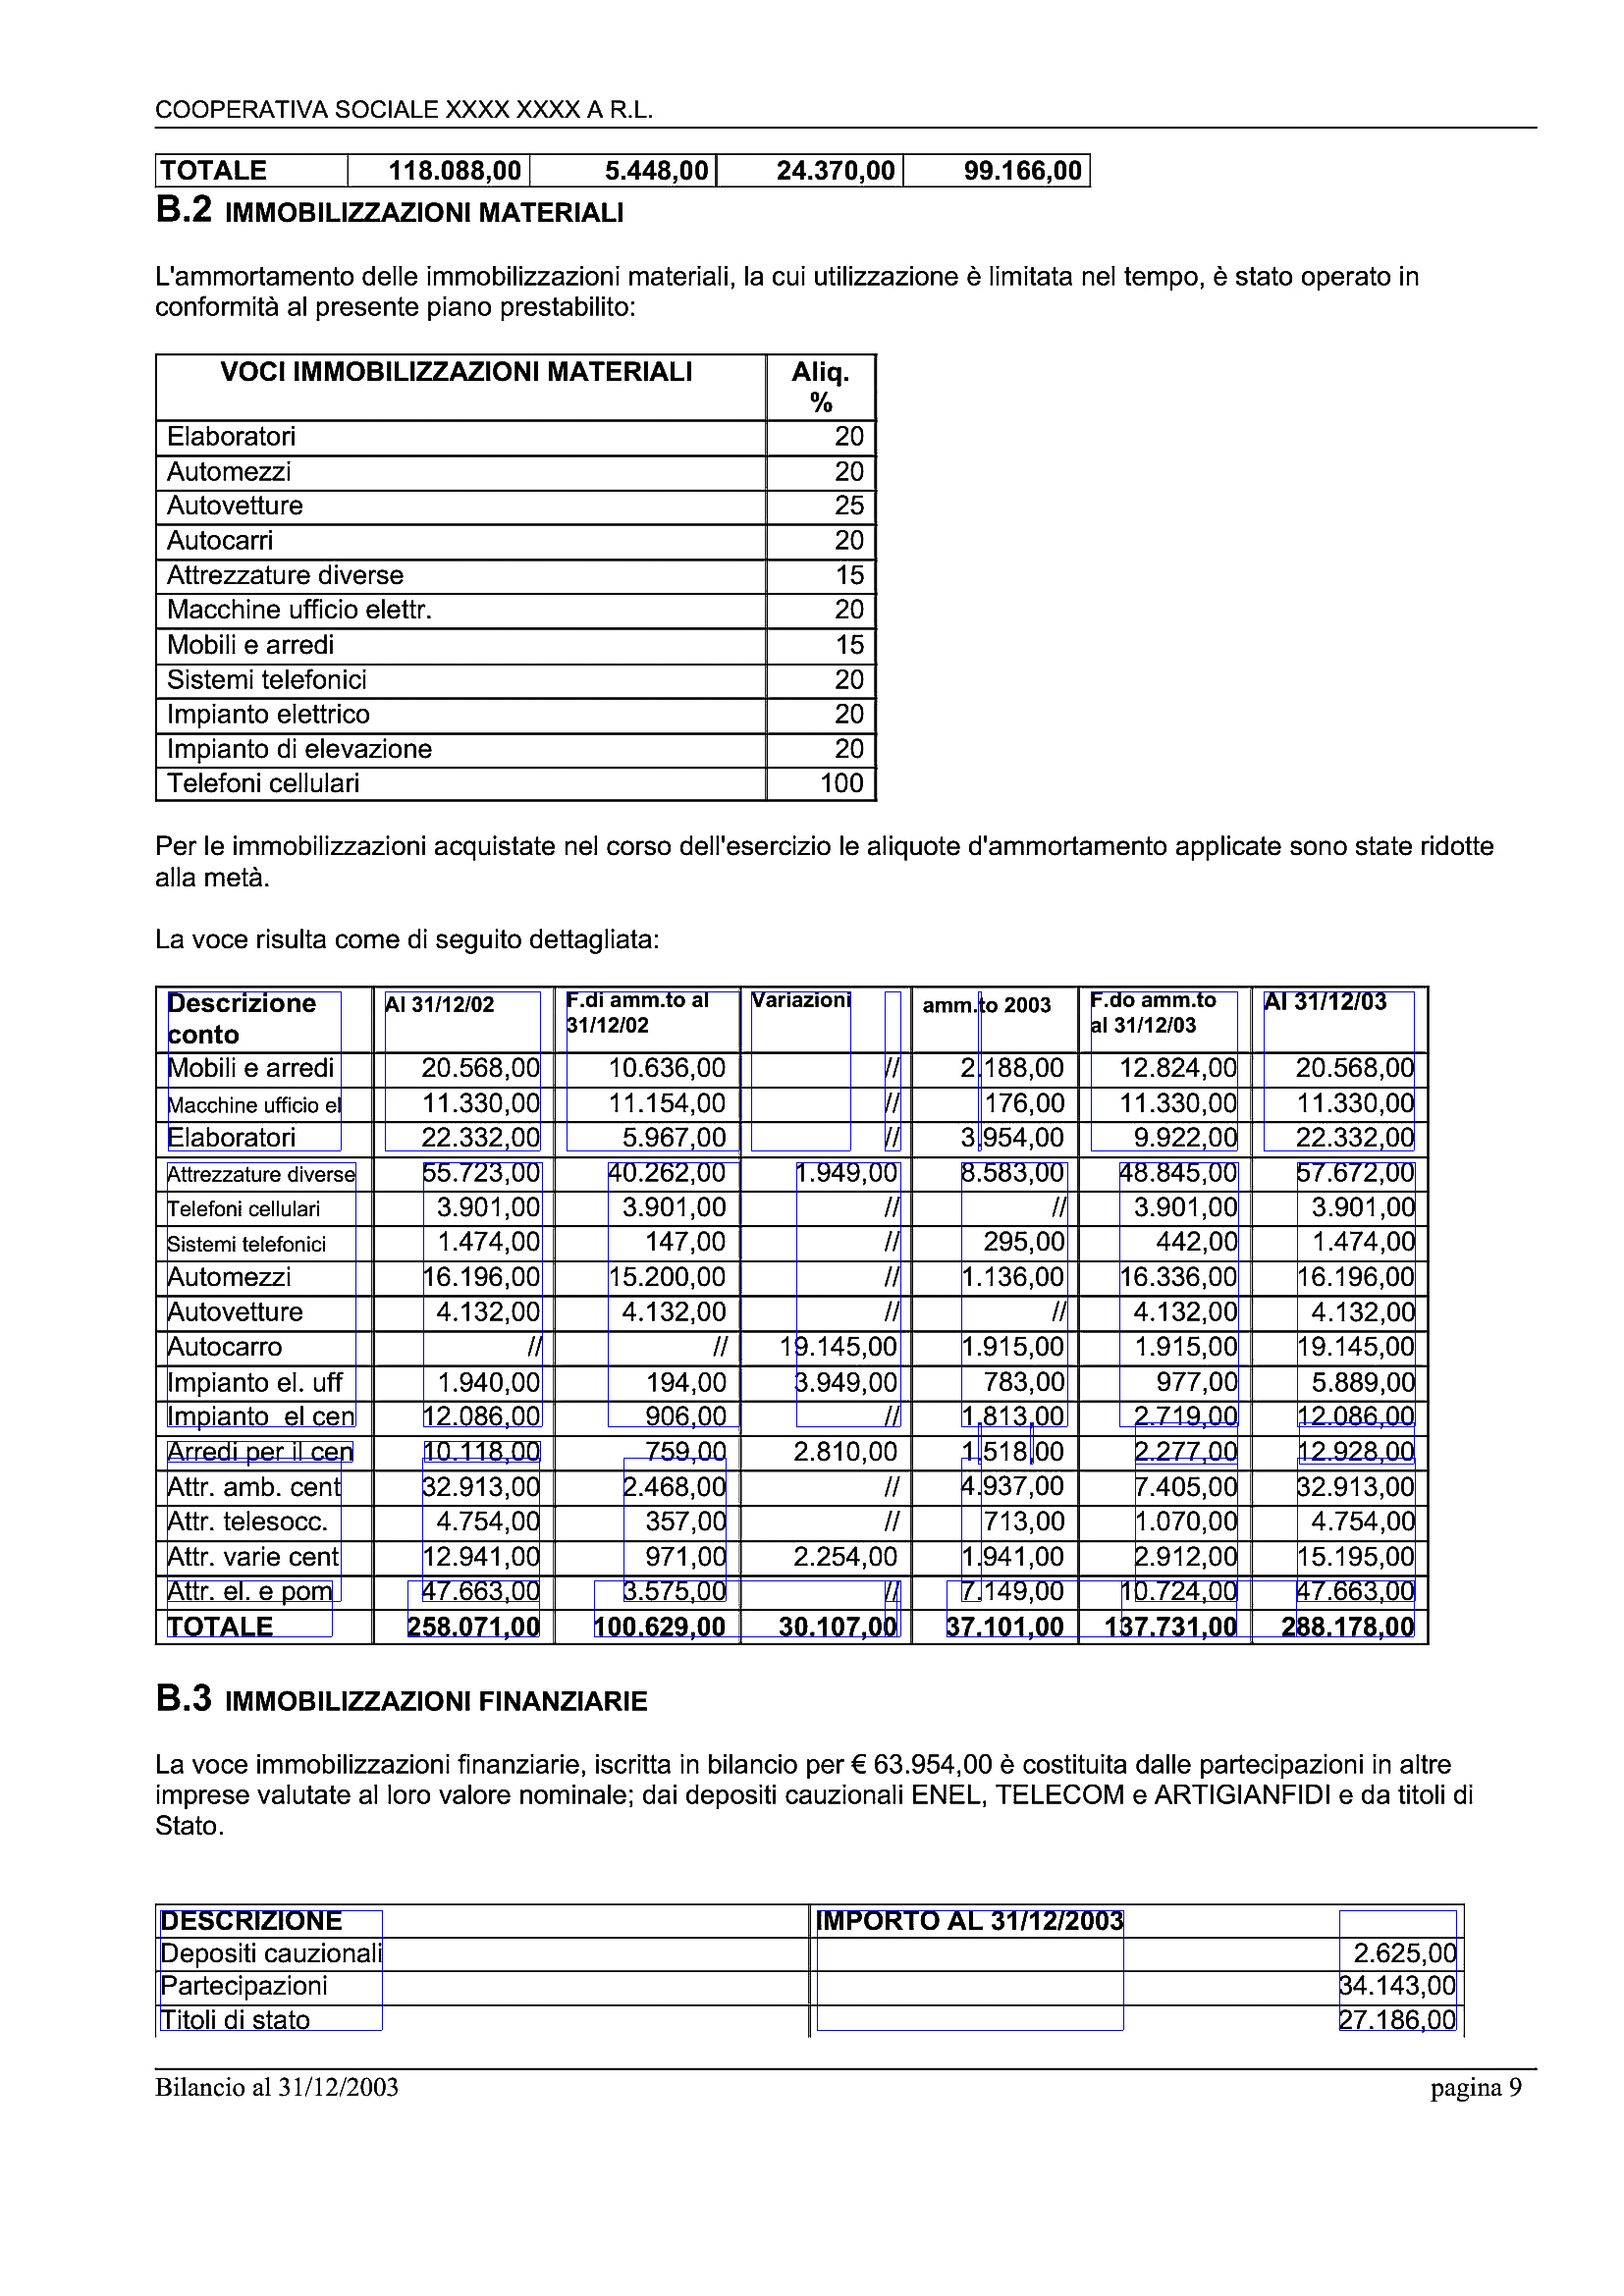 COOPERATIVA SOCIALE XXXX XXXX A R.L.
TOTALE 118.088,00 5.448,00 24.370,00 99.166,00
B.2 IMMOBILIZZAZIONI MATERIALI
L'ammortamento delle immobilizzazioni materiali, la cui utilizzazione è limitata nel tempo, è stato operato in
conformità al presente piano prestabilito:
VOCI IMMOBILIZZAZIONI MATERIALI Aliq.
%
Elaboratori 20
Automezzi 20
Autovetture 25
Autocarri 20
Attrezzature diverse 15
Macchine ufficio elettr. 20
Mobili e arredi 15
Sistemi telefonici 20
Impianto elettrico 20
Impianto di elevazione 20
Telefoni cellulari 100
Per le immobilizzazioni acquistate nel corso dell'esercizio le aliquote d'ammortamento applicate sono state ridotte
alla metà.
La voce risulta come di seguito dettagliata:
Descrizione Al 31/12/02 F.di amm.to al Variazioni amm.to 2003 F.do amm.to Al 31/12/03
conto 31/12/02 al 31/12/03
Mobili e arredi 20.568,00 10.636,00 // 2.188,00 12.824,00 20.568,00
Macchine ufficio el 11.330,00 11.154,00 // 176,00 11.330,00 11.330,00
Elaboratori 22.332,00 5.967,00 // 3.954,00 9.922,00 22.332,00
Attrezzature diverse 55.723,00 40.262,00 1.949,00 8.583,00 48.845,00 57.672,00
Telefoni cellulari 3.901,00 3.901,00 // // 3.901,00 3.901,00
Sistemi telefonici 1.474,00 147,00 // 295,00 442,00 1.474,00
Automezzi 16.196,00 15.200,00 // 1.136,00 16.336,00 16.196,00
Autovetture 4.132,00 4.132,00 // // 4.132,00 4.132,00
Autocarro // // 19.145,00 1.915,00 1.915,00 19.145,00
Impianto el. uff 1.940,00 194,00 3.949,00 783,00 977,00 5.889,00
Impianto el cen 12.086,00 906,00 // 1.813,00 2.719,00 12.086,00
Arredi per il cen 10.118,00 759,00 2.810,00 1.518,00 2.277,00 12.928,00
Attr. amb. cent 32.913,00 2.468,00 // 4.937,00 7.405,00 32.913,00
Attr. telesocc. 4.754,00 357,00 // 713,00 1.070,00 4.754,00
Attr. varie cent 12.941,00 971,00 2.254,00 1.941,00 2.912,00 15.195,00
Attr. el. e pom 47.663,00 3.575,00 // 7.149,00 10.724,00 47.663,00
TOTALE 258.071,00 100.629,00 30.107,00 37.101,00 137.731,00 288.178,00
B.3 IMMOBILIZZAZIONI FINANZIARIE
La voce immobilizzazioni finanziarie, iscritta in bilancio per € 63.954,00 è costituita dalle partecipazioni in altre
imprese valutate al loro valore nominale; dai depositi cauzionali ENEL, TELECOM e ARTIGIANFIDI e da titoli di
Stato.
DESCRIZIONE IMPORTO AL 31/12/2003
Depositi cauzionali 2.625,00
Partecipazioni 34.143,00
Titoli di stato 27.186,00
Bilancio al 31/12/2003 pagina 9